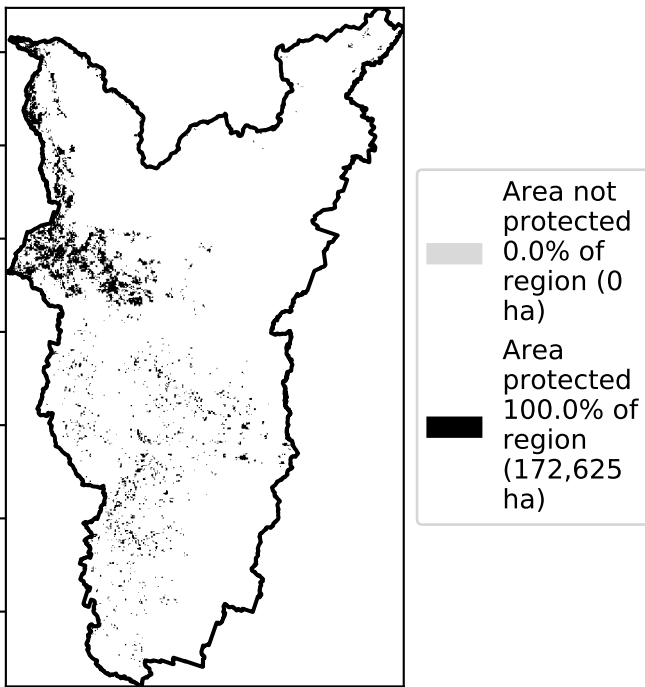 Area not
protected
0.0% of
region (0
ha)
Area
protected
100.0% of
region
(172,625
ha)